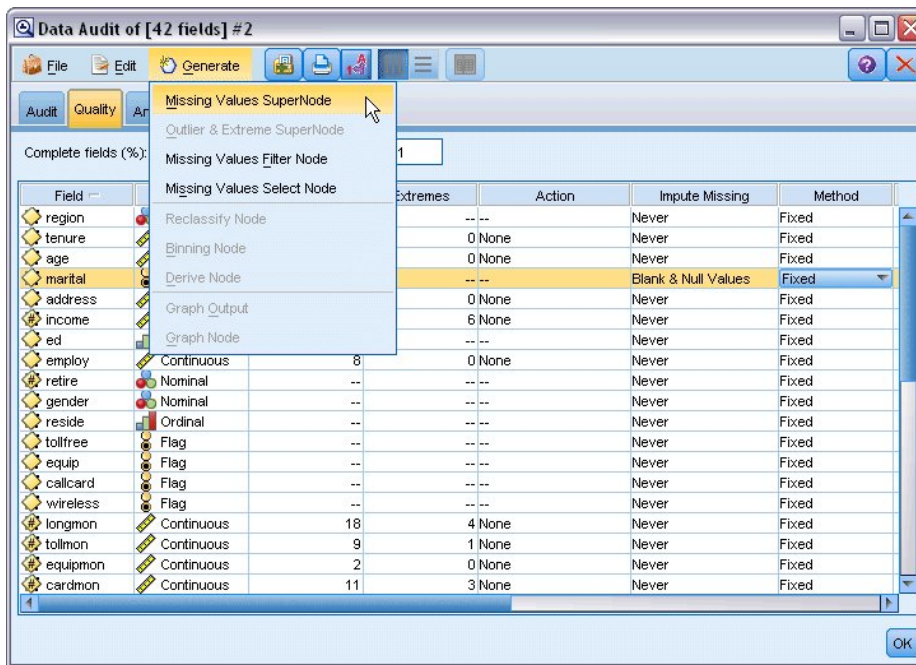 Data Audit of [42 fields] #2
File Edit Generate
Audit Quality An
Missing Values SuperNode
Outlier & Extreme SuperNode
Missing Values Filter Node
Missing Values Select Node
Reclassify Node
Binning Node
Derive Node
Graph Output
Graph Node
Complete fields (%): 1
Field Extremes Action Impute Missing Method
region -- -- Never Fixed
tenure 0 None Never Fixed
age 0 None Never Fixed
marital -- -- Blank & Null Values Fixed
address 0 None Never Fixed
income 6 None Never Fixed
ed -- -- Never Fixed
employ Continuous 8 0 None Never Fixed
retire Nominal -- -- -- Never Fixed
gender Nominal -- -- -- Never Fixed
reside Ordinal -- -- -- Never Fixed
tollfree Flag -- -- -- Never Fixed
equip Flag -- -- -- Never Fixed
callcard Flag -- -- -- Never Fixed
wireless Flag -- -- -- Never Fixed
longmon Continuous 18 4 None Never Fixed
tollmon Continuous 9 1 None Never Fixed
equipmon Continuous 2 0 None Never Fixed
cardmon Continuous 11 3 None Never Fixed
OK